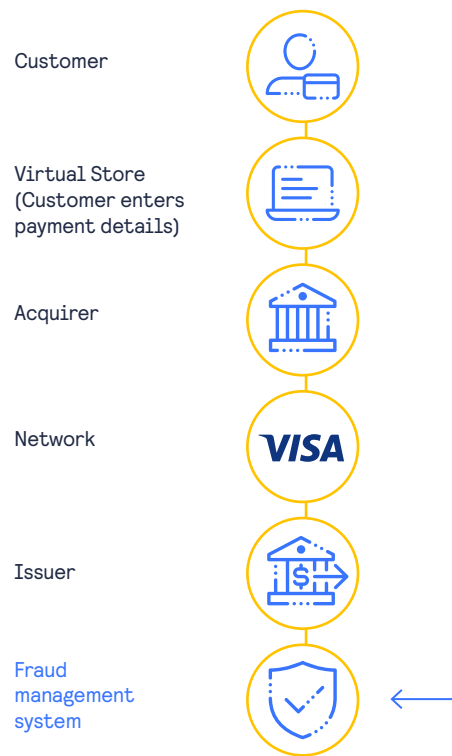 Customer
Virtual Store
(Customer enters
payment details)
Acquirer
Network
VISA
Issuer
$
Fraud
management
system